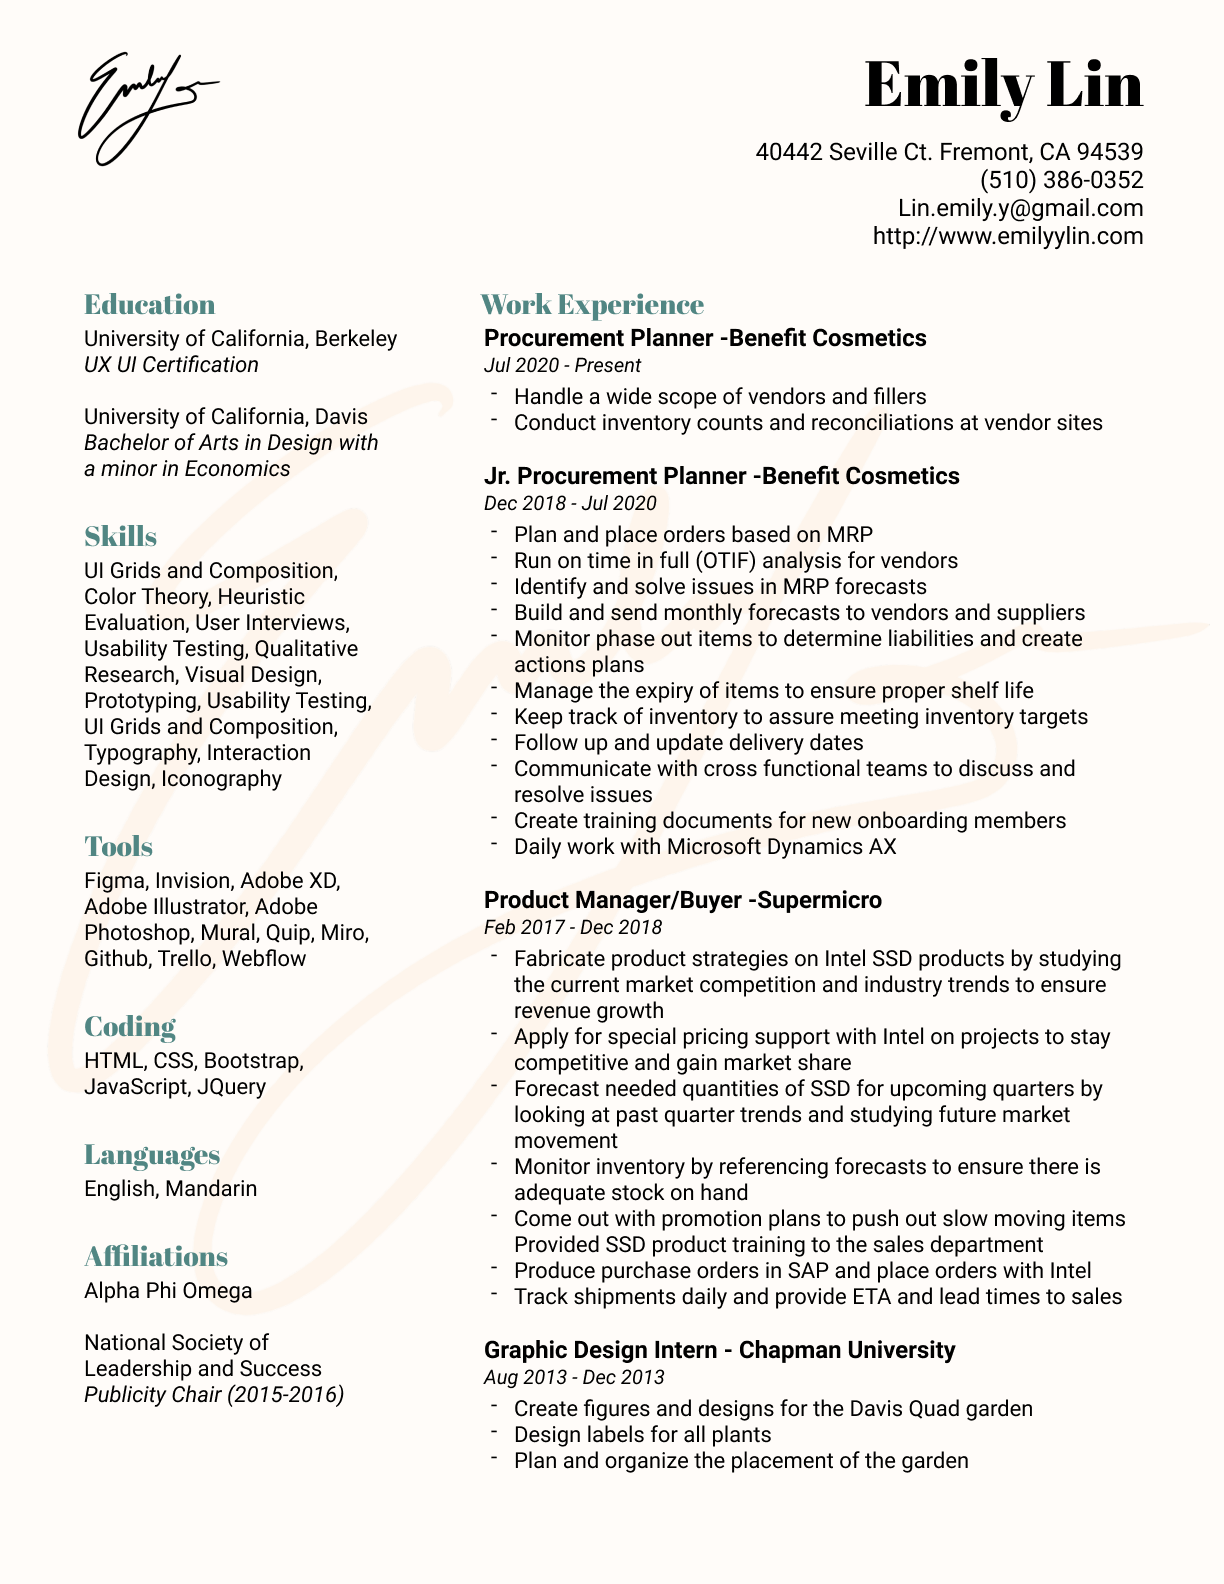 Emily Lin
40442 Seville Ct. Fremont, CA 94539
(510) 386-0352
Lin.emily.y@gmail.com
http://www.emilyylin.com
Education
University of California, Berkeley
UX UI Certification
University of California, Davis
Bachelor of Arts in Design with
a minor in Economics
Skills
UI Grids and Composition,
Color Theory, Heuristic
Evaluation, User Interviews,
Usability Testing, Qualitative
Research, Visual Design,
Prototyping, Usability Testing,
UI Grids and Composition,
Typography, Interaction
Design, Iconography
Tools
Figma, Invision, Adobe XD,
Adobe Illustrator, Adobe
Photoshop, Mural, Quip, Miro,
Github, Trello, Webflow
Coding
HTML, CSS, Bootstrap,
JavaScript, JQuery
Languages
English, Mandarin
Affiliations
Alpha Phi Omega
National Society of
Leadership and Success
Publicity Chair (2015-2016)
Work Experience
Procurement Planner -Benefit Cosmetics
Jul 2020 - Present
- Handle a wide scope of vendors and fillers
- Conduct inventory counts and reconciliations at vendor sites
Jr. Procurement Planner -Benefit Cosmetics
Dec 2018 - Jul 2020
- Plan and place orders based on MRP
- Run on time in full (OTIF) analysis for vendors
- Identify and solve issues in MRP forecasts
- Build and send monthly forecasts to vendors and suppliers
- Monitor phase out items to determine liabilities and create
actions plans
- Manage the expiry of items to ensure proper shelf life
- Keep track of inventory to assure meeting inventory targets
- Follow up and update delivery dates
- Communicate with cross functional teams to discuss and
resolve issues
- Create training documents for new onboarding members
- Daily work with Microsoft Dynamics AX
Product Manager/Buyer -Supermicro
Feb 2017 - Dec 2018
- Fabricate product strategies on Intel SSD products by studying
the current market competition and industry trends to ensure
revenue growth
- Apply for special pricing support with Intel on projects to stay
competitive and gain market share
- Forecast needed quantities of SSD for upcoming quarters by
looking at past quarter trends and studying future market
movement
- Monitor inventory by referencing forecasts to ensure there is
adequate stock on hand
- Come out with promotion plans to push out slow moving items
Provided SSD product training to the sales department
- Produce purchase orders in SAP and place orders with Intel
- Track shipments daily and provide ETA and lead times to sales
Graphic Design Intern - Chapman University
Aug 2013 - Dec 2013
- Create figures and designs for the Davis Quad garden
- Design labels for all plants
- Plan and organize the placement of the garden